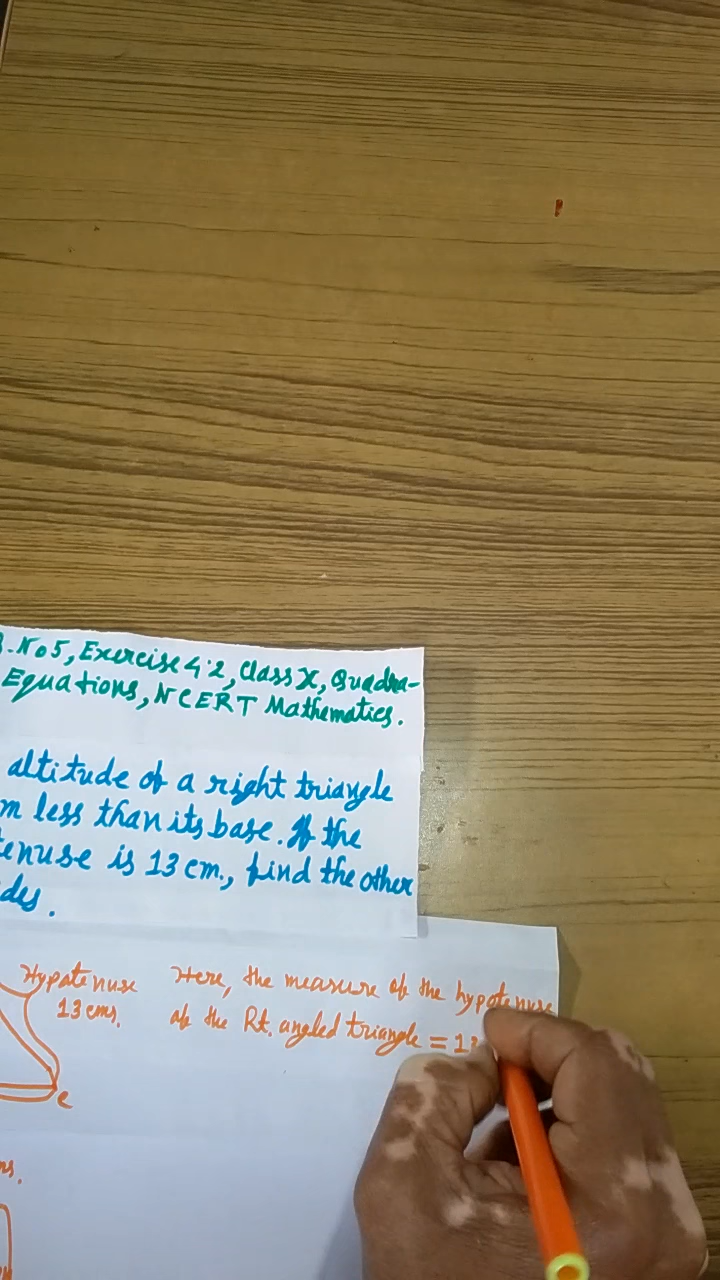 .No 5, Exercise 4.2, Class X, Quadra-
Equations, NCERT Mathematics.
altitude of a right triangle
m less than its base. If the
enuse is 13 cm., find the other
des.
Hypotenuse
13 cms.
Here, the measure of the hypotenuse
of the Rt. angled triangle = 13
C
ms.